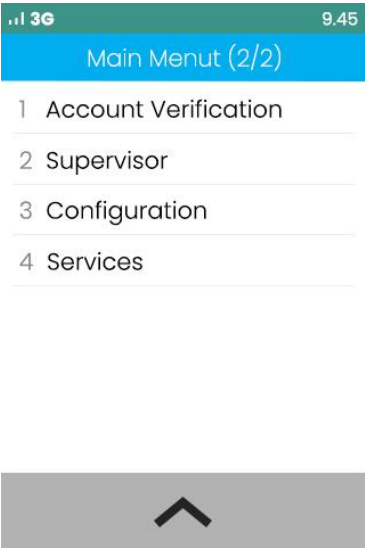 3G 9.45
Main Menut (2/2)
1 Account Verification
2 Supervisor
3 Configuration
4 Services